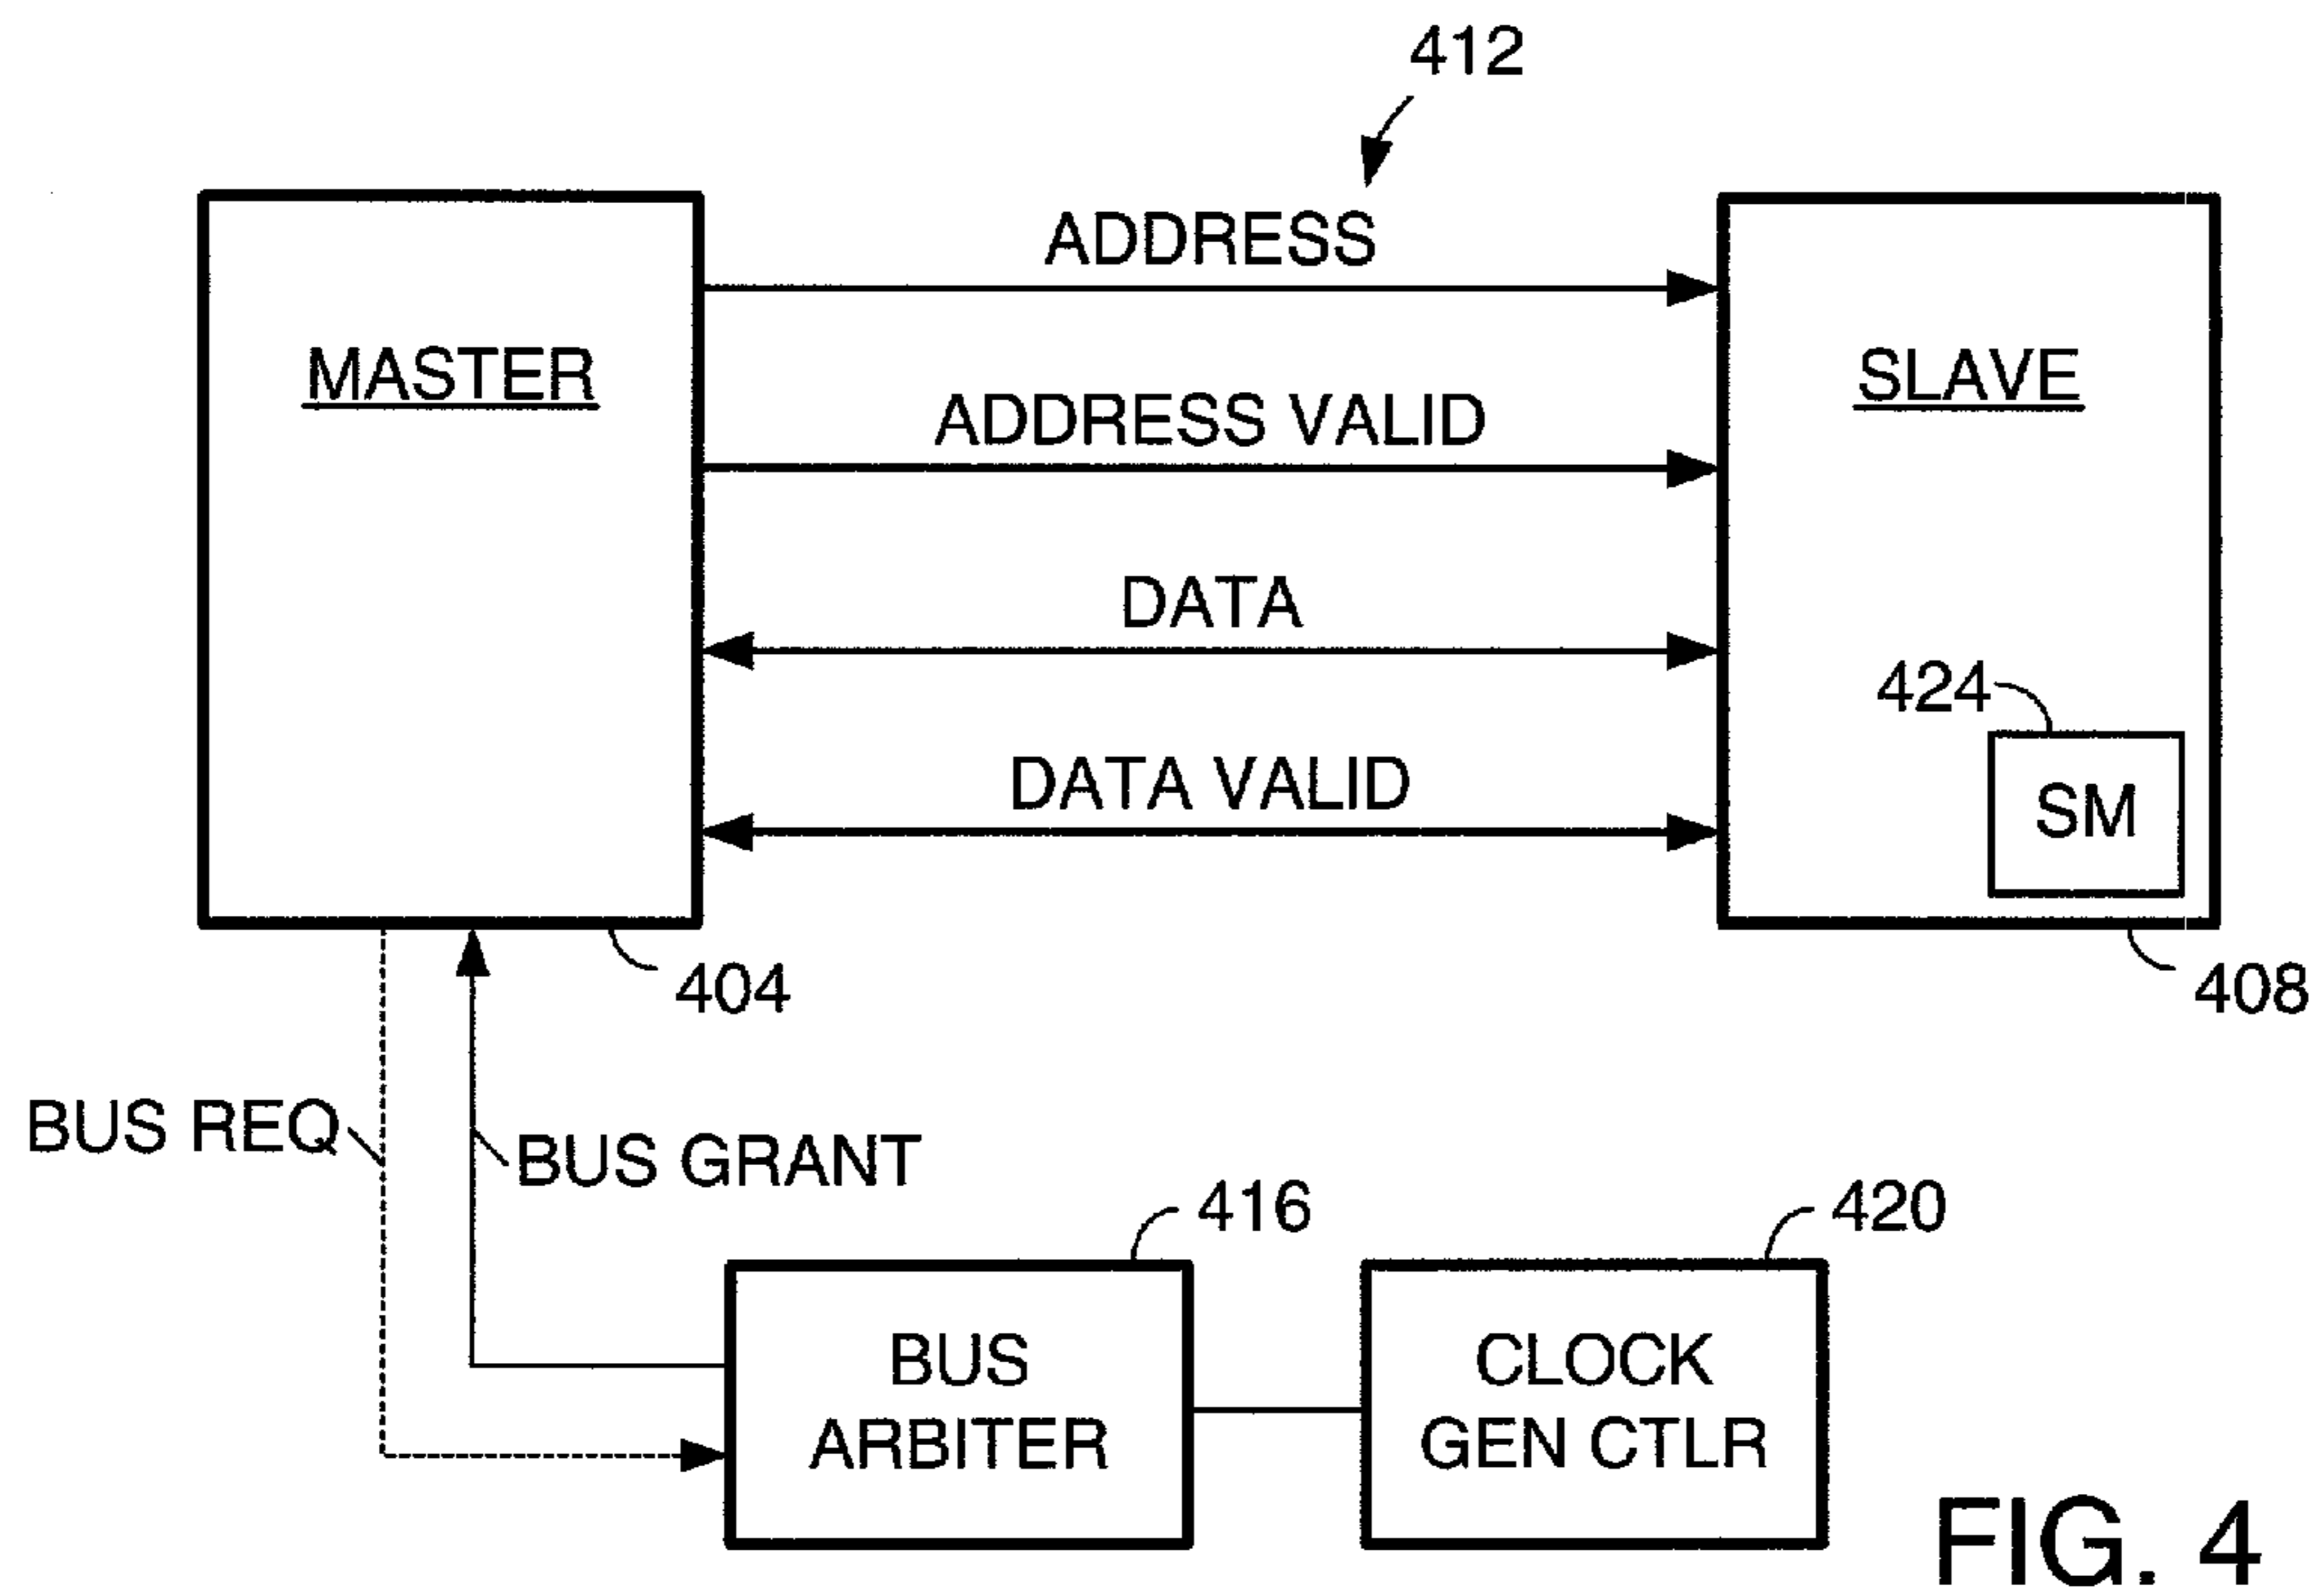 412
ADDRESS
MASTER
SLAVE
ADDRESS VALID
DATA
424
DATA VALID
SM
404
408
BUS REQ
BUS GRANT
416
420
BUS
ARBITER
CLOCK
GEN CTLR
FIG. 4